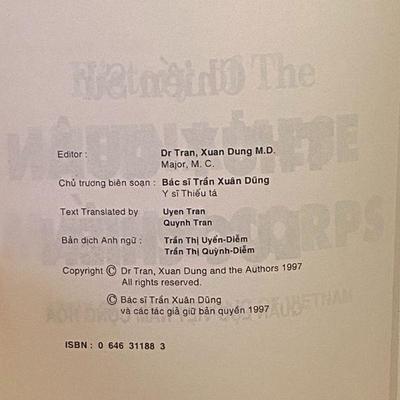 Editor : Dr Tran, Xuan Dung M.D.
Major, M. C.
Chủ trương biên soạn : Bác sĩ Trần Xuân Dũng
Y sĩ Thiếu tá
Text Translated by Uyen Tran
Quynh Tran
Bản dịch Anh ngữ : Trần Thị Uyển-Diễm
Trần Thị Quỳnh-Diễm
Copyright © Dr Tran, Xuan Dung and the Authors 1997
All rights reserved.
© Bác sĩ Trần Xuân Dũng
và các tác giả giữ bản quyền 1997
ISBN : 0 646 31188 3